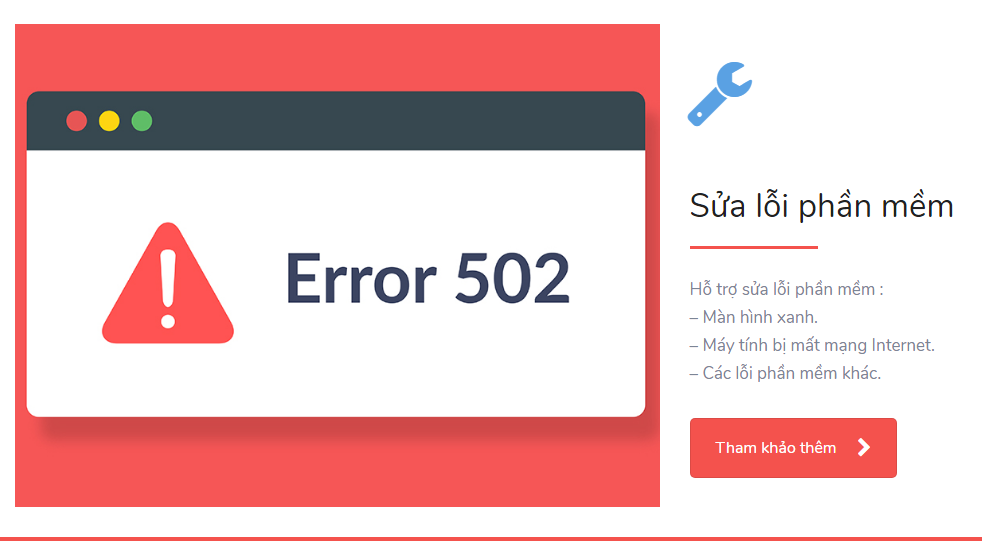 Error 502
Sửa lỗi phần mềm
Hỗ trợ sửa lỗi phần mềm :
– Màn hình xanh.
– Máy tính bị mất mạng Internet.
– Các lỗi phần mềm khác.
Tham khảo thêm